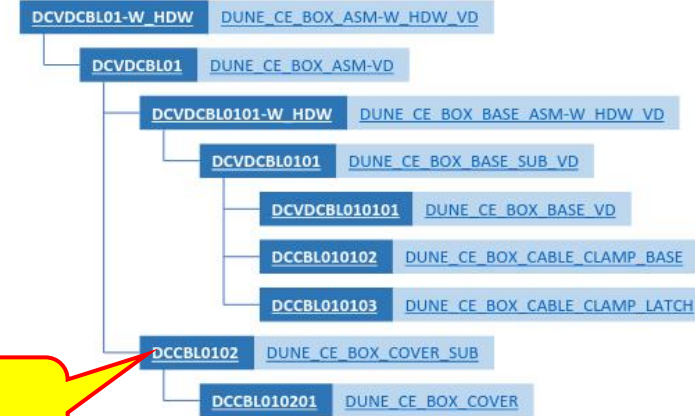 DCVDCBL01-W_HDW DUNE_CE_BOX_ASM-W_HDW_VD
DCVDCBL01 DUNE_CE_BOX_ASM-VD
DCVDCBL0101-W_HDW DUNE_CE_BOX_BASE_ASM-W_HDW_VD
DCVDCBL0101 DUNE_CE_BOX_BASE_SUB_VD
DCVDCBL010101 DUNE_CE_BOX_BASE_VD
DCCBL010102 DUNE_CE_BOX_CABLE_CLAMP_BASE
DCCBL010103 DUNE_CE_BOX_CABLE_CLAMP_LATCH
DCCBL0102 DUNE_CE_BOX_COVER_SUB
DCCBL010201 DUNE_CE_BOX_COVER